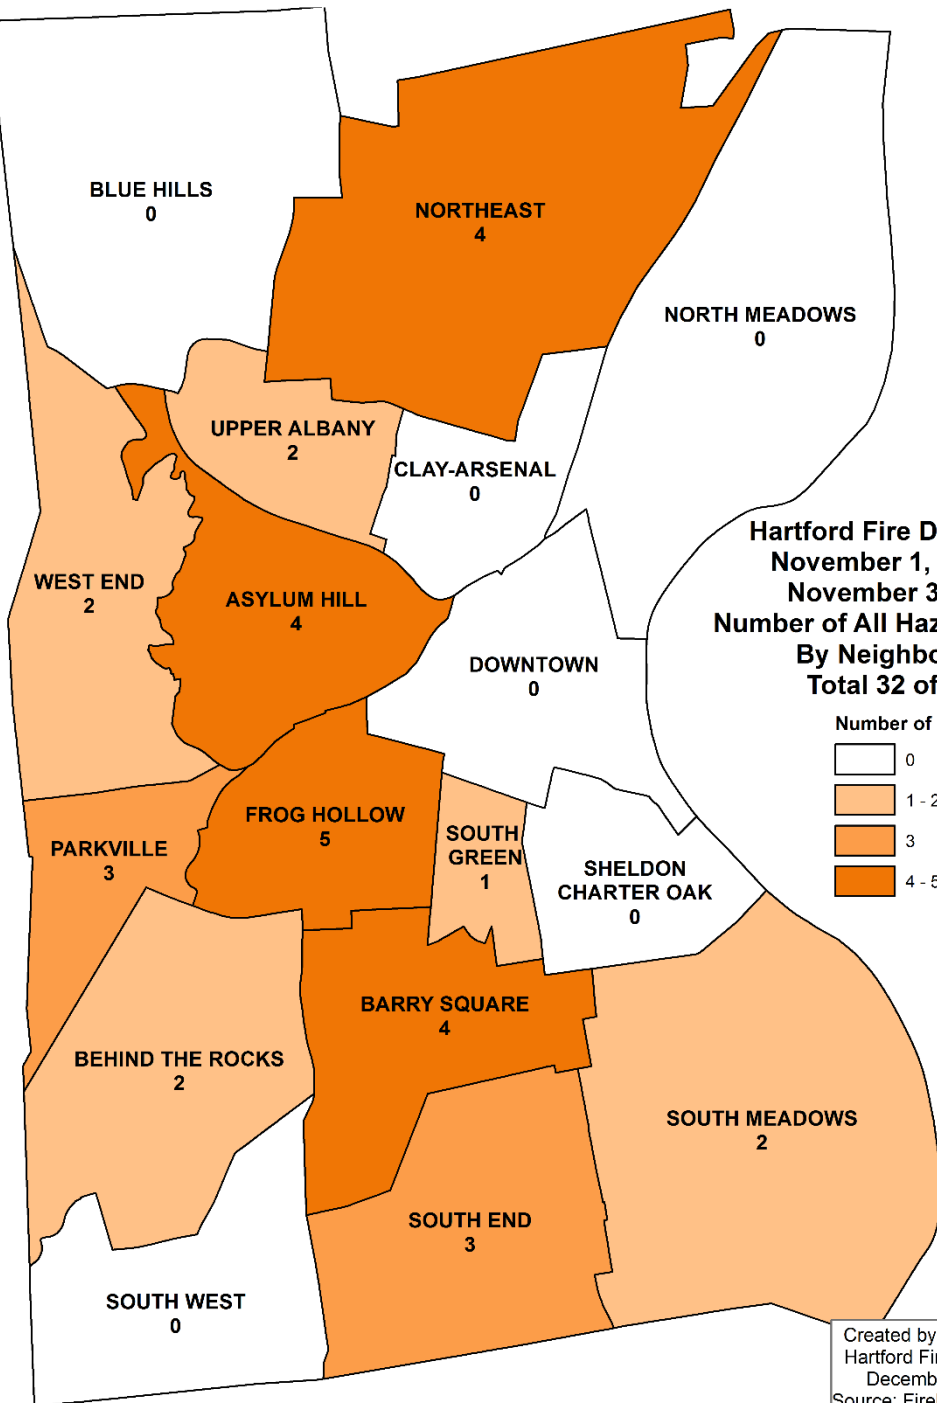 BLUE HILLS
0
NORTHEAST
4
NORTH MEADOWS
0
UPPER ALBANY
2
CLAY-ARSENAL
0
WEST END
2
ASYLUM HILL
4
DOWNTOWN
0
Hartford Fire D
November 1,
November 3
Number of All Haz
By Neighbo
Total 32 of
Number of
0
1 - 2
3
4 - 5
FROG HOLLOW
5
PARKVILLE
3
SOUTH
GREEN
1
SHELDON
CHARTER OAK
0
BARRY SQUARE
4
BEHIND THE ROCKS
2
SOUTH MEADOWS
2
SOUTH END
3
SOUTH WEST
0
Created by
Hartford Fir
Decemb
Source: Fire